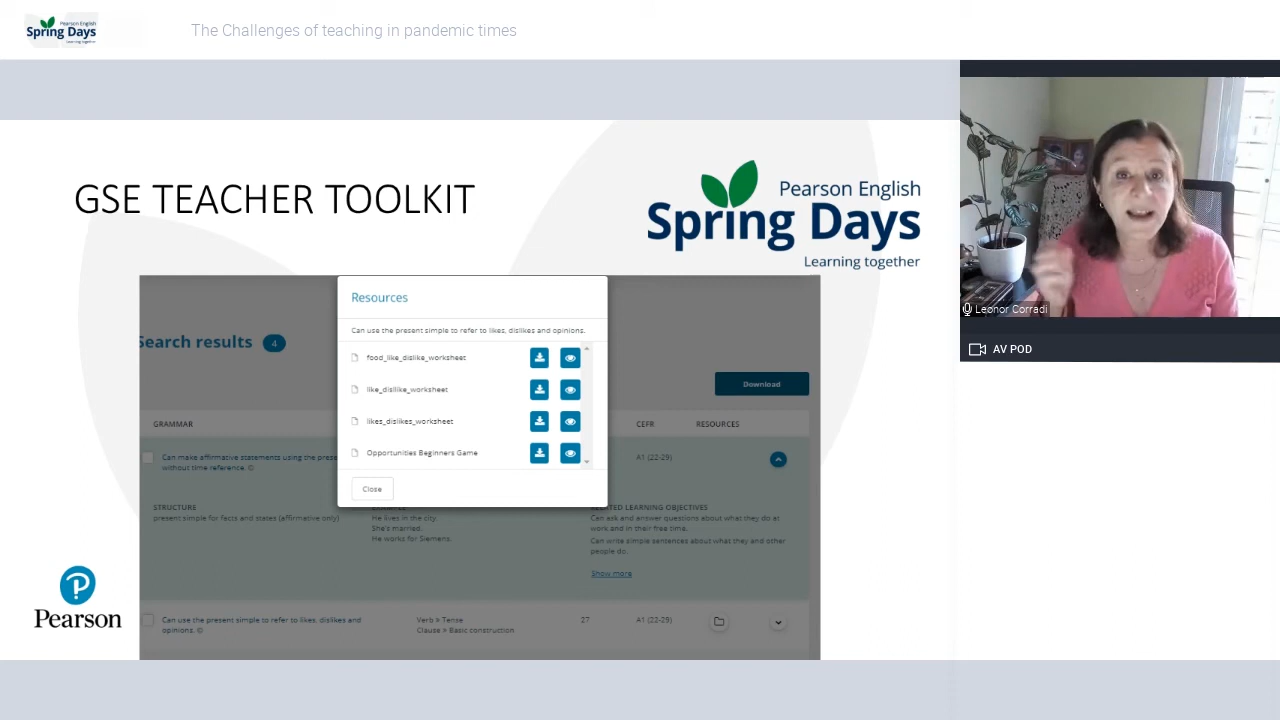 Pearson English
Spring Days
Learning together
The Challenges of teaching in pandemic times
GSE TEACHER TOOLKIT
Pearson English
Spring Days
Learning together
Search results 4
Download
GRAMMAR
CEFR
RESOURCES
Can make affirmative statements using the prese
without time reference. ©
A1 (22-29)
STRUCTURE
present simple for facts and states (affirmative only)
He lives in the city.
She's married.
He works for Siemens.
RELATED LEARNING OBJECTIVES
Can ask and answer questions about what they do at
work and in their free time.
Can write simple sentences about what they and other
people do.
Show more
Can use the present simple to refer to likes, dislikes and
opinions. ©
Verb > Tense
Clause > Basic construction
27
A1 (22-29)
Resources
Can use the present simple to refer to likes, dislikes and opinions.
food_like_dislike_worksheet
like_disllike_worksheet
likes_dislikes_worksheet
Opportunities Beginners Game
Close
Pearson
Leonor Corradi
AV POD